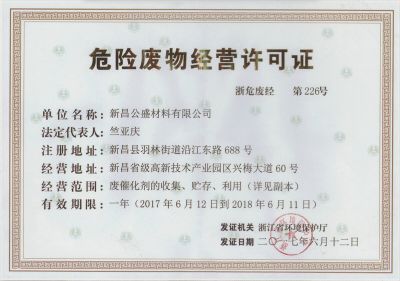 危险废物经营许可证
浙危废经 第226号
单位名称：新昌公盛材料有限公司
法定代表人：竺亚庆
注册地址：新昌县羽林街道沿江东路688号
经营地址：新昌省级高新技术产业园区兴梅大道60号
经营范围：废催化剂的收集、贮存、利用（详见副本）
有效期限：一年（2017年6月12日到2018年6月11日）
发证机关 浙江省环境保护厅
发证日期 二〇一七年六月十二日